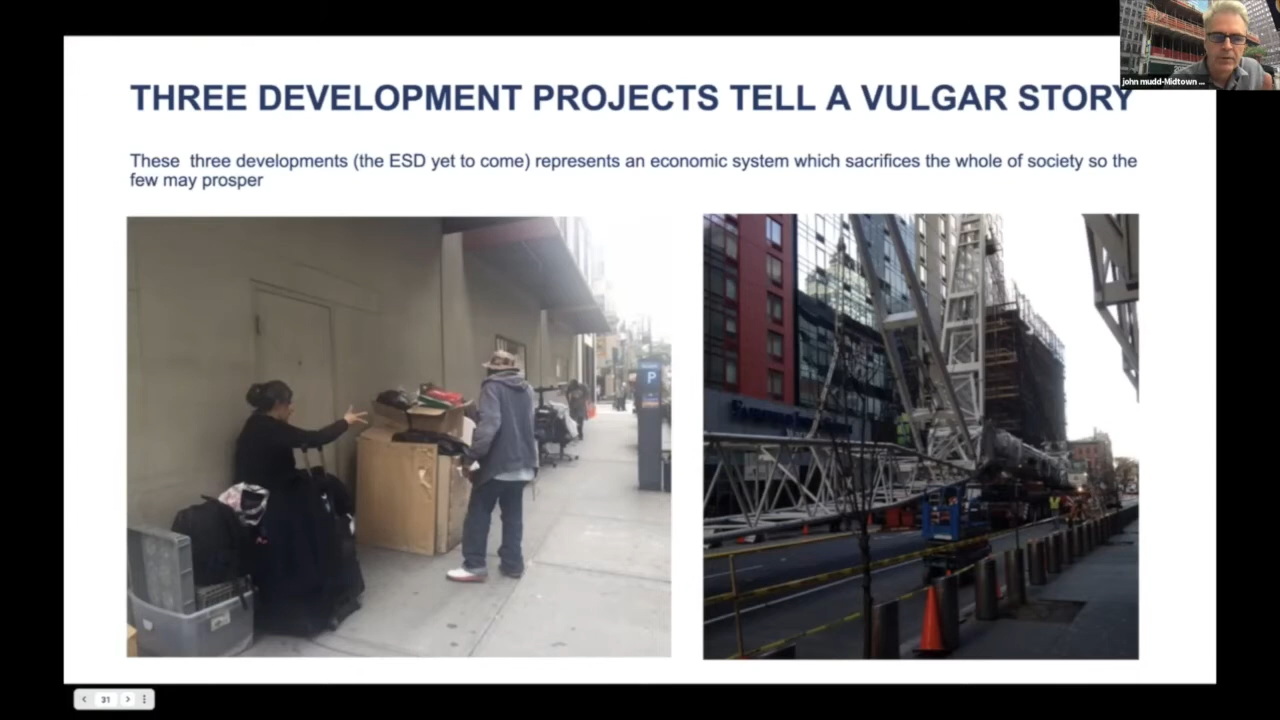 THREE DEVELOPMENT PROJECTS TELL A VULGAR STORY
john mudd-Midtown ...
These three developments (the ESD yet to come) represents an economic system which sacrifices the whole of society so the
few may prosper
P
31